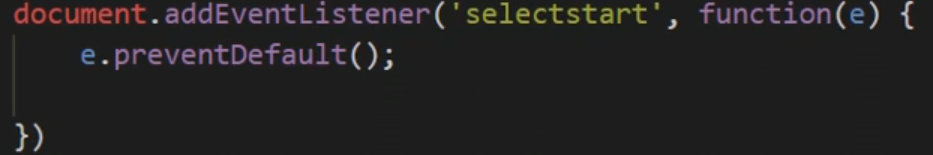 document.addEventListener('selectstart', function(e) {
    e.preventDefault();
})